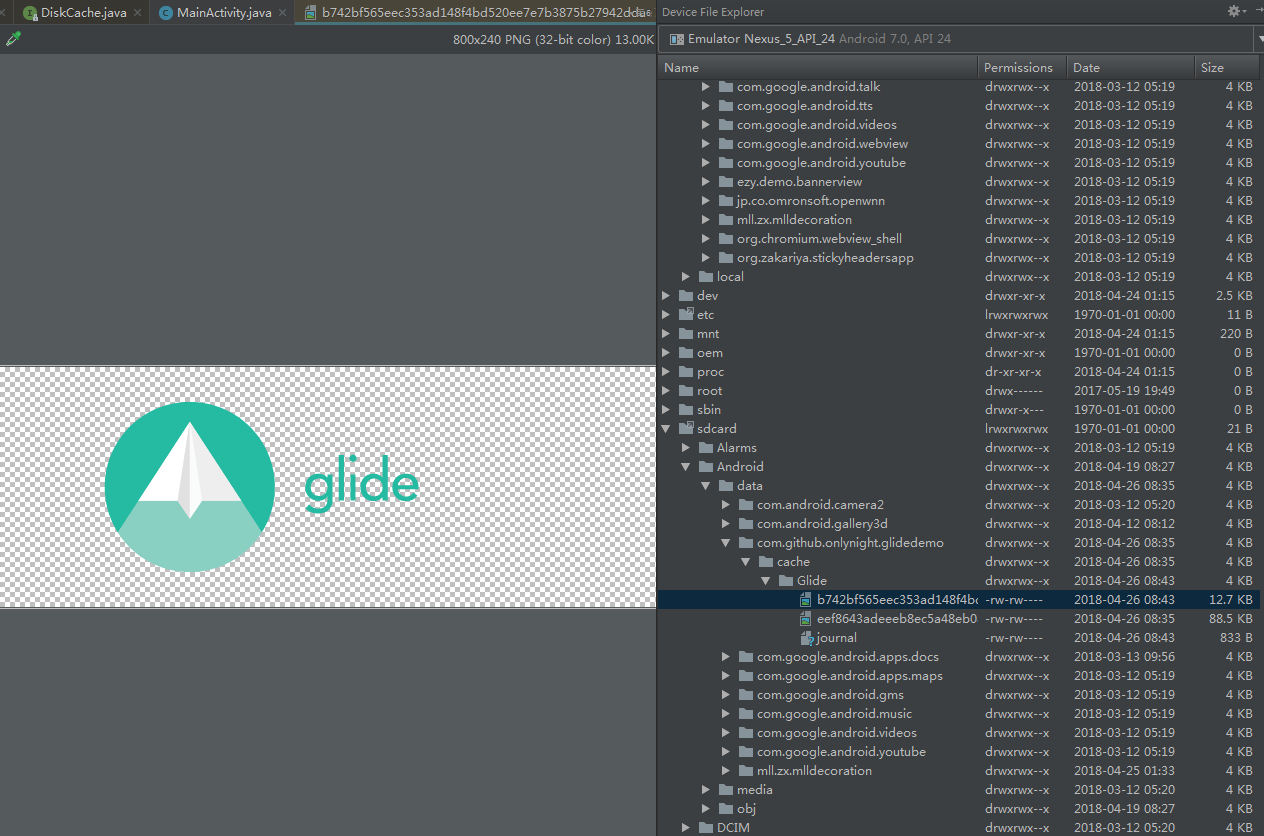 DiskCache.java MainActivity.java b742bf565eec353ad148f4bd520ee7e7b3875b27942dc
800x240 PNG (32-bit color) 13.00K
glide
Device File Explorer
Emulator Nexus_5_API_24 Android 7.0, API 24
Name Permissions Date Size
com.google.android.talk drwxrwx--x 2018-03-12 05:19 4 KB
com.google.android.tts drwxrwx--x 2018-03-12 05:19 4 KB
com.google.android.videos drwxrwx--x 2018-03-12 05:19 4 KB
com.google.android.webview drwxrwx--x 2018-03-12 05:19 4 KB
com.google.android.youtube drwxrwx--x 2018-03-12 05:19 4 KB
ezy.demo.bannerview drwxrwx--x 2018-03-12 05:19 4 KB
jp.co.omronsoft.openwnn drwxrwx--x 2018-03-12 05:19 4 KB
mll.zx.mlldecoration drwxrwx--x 2018-03-12 05:19 4 KB
org.chromium.webview_shell drwxrwx--x 2018-03-12 05:19 4 KB
org.zakariya.stickyheadersapp drwxrwx--x 2018-03-12 05:19 4 KB
local drwxrwx--x 2018-03-12 05:19 4 KB
dev drwxr-xr-x 2018-04-24 01:15 2.5 KB
etc lrwxrwxrwx 1970-01-01 00:00 11 B
mnt drwxr-xr-x 2018-04-24 01:15 220 B
oem drwxr-xr-x 1970-01-01 00:00 0 B
proc dr-xr-xr-x 2018-04-24 01:15 0 B
root drwx------ 2017-05-19 19:49 0 B
sbin drwxr-x--- 1970-01-01 00:00 0 B
sdcard lrwxrwxrwx 1970-01-01 00:00 21 B
Alarms drwxrwx--x 2018-03-12 05:19 4 KB
Android drwxrwx--x 2018-04-19 08:27 4 KB
data drwxrwx--x 2018-04-26 08:35 4 KB
com.android.camera2 drwxrwx--x 2018-03-12 05:20 4 KB
com.android.gallery3d drwxrwx--x 2018-04-12 08:12 4 KB
com.github.onlynight.glidedemo drwxrwx--x 2018-04-26 08:35 4 KB
cache drwxrwx--x 2018-04-26 08:35 4 KB
Glide drwxrwx--x 2018-04-26 08:43 4 KB
b742bf565eec353ad148f4bc -rw-rw---- 2018-04-26 08:43 12.7 KB
eef8643adeeeb8ec5a48eb0 -rw-rw---- 2018-04-26 08:35 88.5 KB
journal -rw-rw---- 2018-04-26 08:43 833 B
com.google.android.apps.docs drwxrwx--x 2018-03-13 09:56 4 KB
com.google.android.apps.maps drwxrwx--x 2018-03-12 05:19 4 KB
com.google.android.gms drwxrwx--x 2018-03-12 05:19 4 KB
com.google.android.music drwxrwx--x 2018-03-12 05:19 4 KB
com.google.android.videos drwxrwx--x 2018-03-12 05:19 4 KB
com.google.android.youtube drwxrwx--x 2018-03-12 05:19 4 KB
mll.zx.mlldecoration drwxrwx--x 2018-04-25 01:33 4 KB
media drwxrwx--x 2018-03-12 05:20 4 KB
obj drwxrwx--x 2018-04-19 08:27 4 KB
DCIM drwxrwx--x 2018-03-12 05:20 4 KB